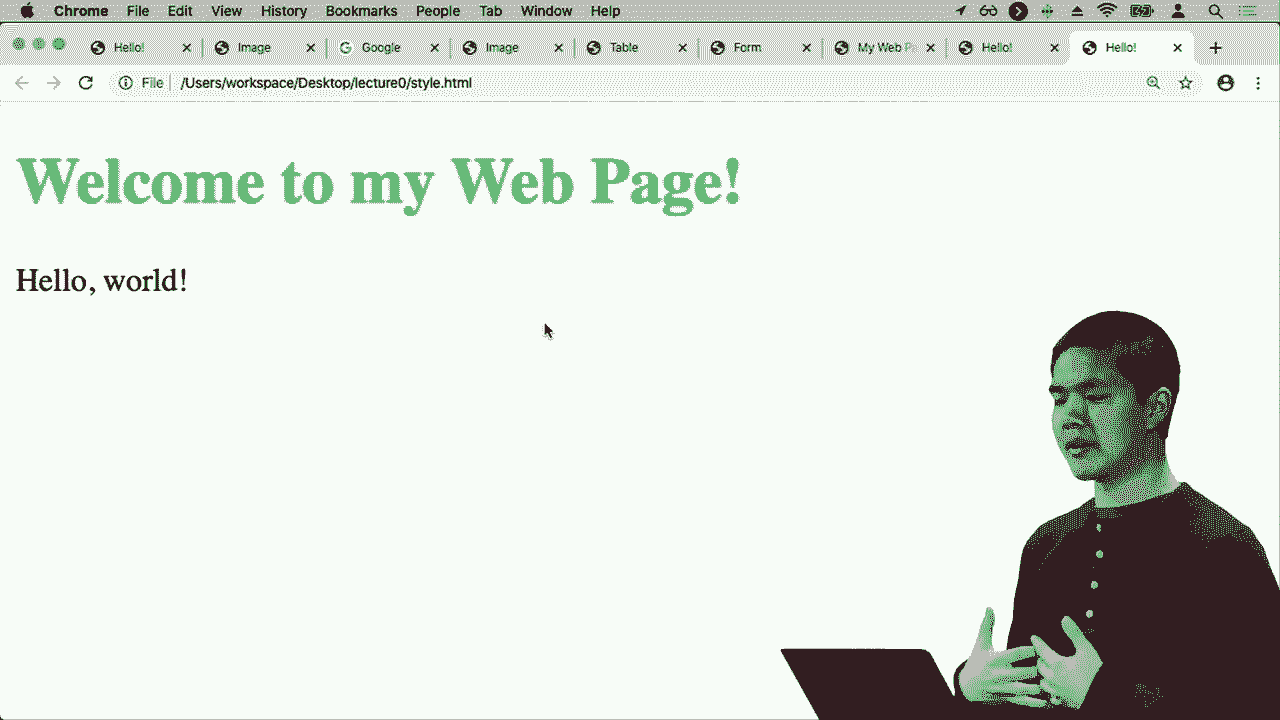 Chrome File Edit View History Bookmarks People Tab Window Help
Hello! Image Google Image Table Form My Web P Hello! Hello!
File /Users/workspace/Desktop/lecture0/style.html
Welcome to my Web Page!
Hello, world!